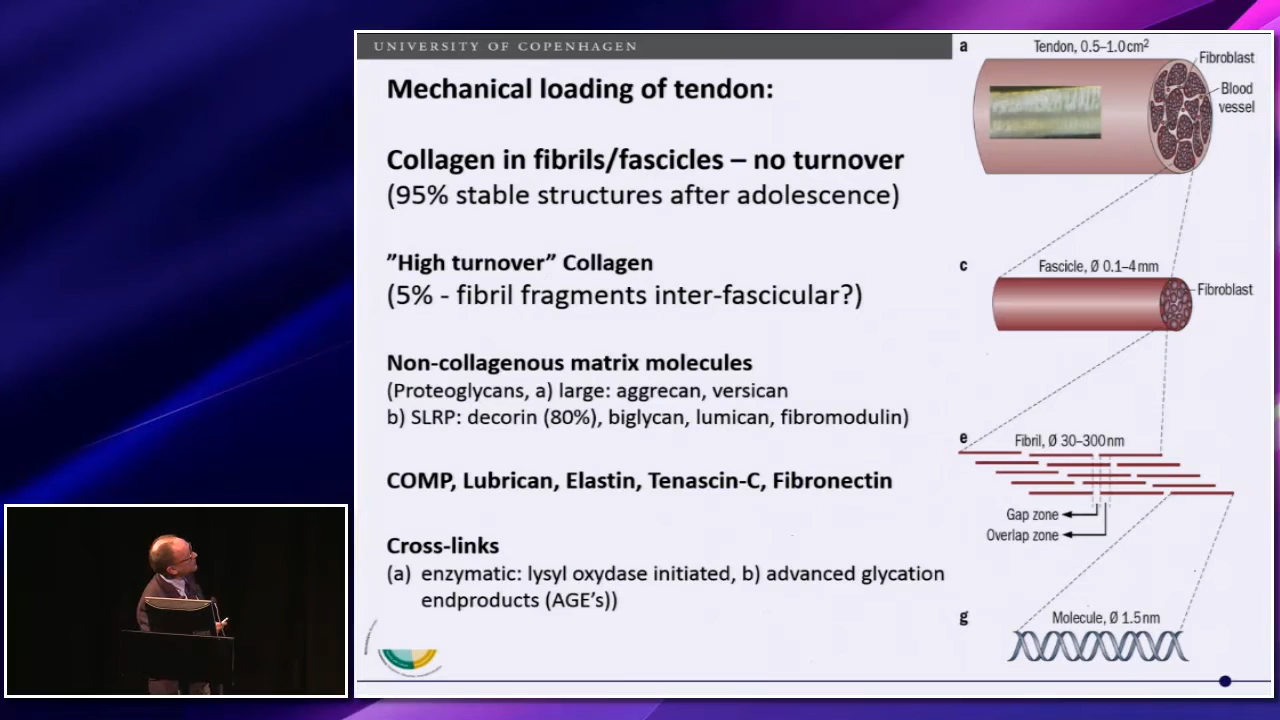 UNIVERSITY OF COPENHAGEN
Mechanical loading of tendon:
Collagen in fibrils/fascicles – no turnover
(95% stable structures after adolescence)
”High turnover” Collagen
(5% - fibril fragments inter-fascicular?)
Non-collagenous matrix molecules
(Proteoglycans, a) large: aggrecan, versican
b) SLRP: decorin (80%), biglycan, lumican, fibromodulin)
COMP, Lubrican, Elastin, Tenascin-C, Fibronectin
Cross-links
(a) enzymatic: lysyl oxydase initiated, b) advanced glycation
endproducts (AGE’s))
a
Tendon, 0.5–1.0 cm²
Fibroblast
Blood
vessel
c
Fascicle, Ø 0.1–4 mm
Fibroblast
e
Fibril, Ø 30–300 nm
Gap zone
Overlap zone
g
Molecule, Ø 1.5 nm